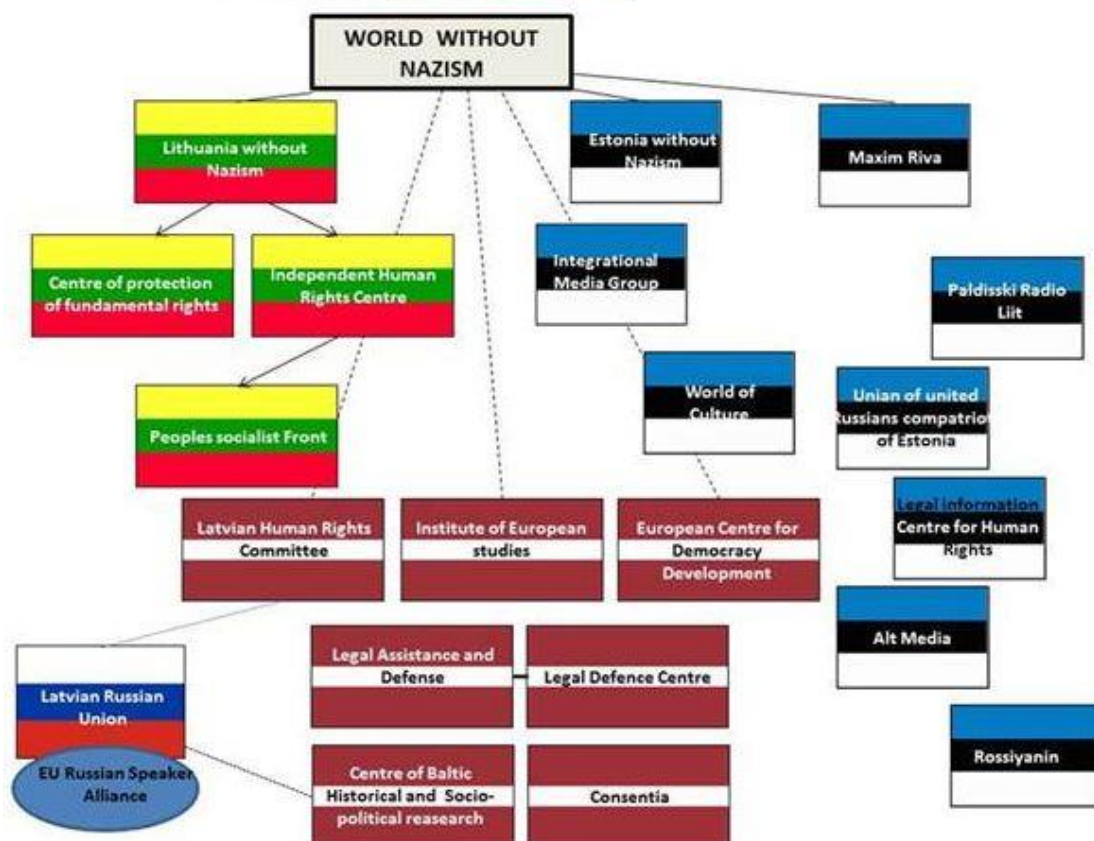 WORLD WITHOUT
NAZISM
Lithuania without
Nazism
Estonia without
Nazism
Maxim Riva
Centre of protection
of fundamental rights
Independent Human
Rights Centre
Integrational
Media Group
Paldisski Radio
Liit
Peoples socialist Front
World of
Culture
Unian of united
Russians compatriot
of Estonia
Latvian Human Rights
Committee
Institute of European
studies
European Centre for
Democracy
Development
Legal information
Centre for Human
Rights
Alt Media
Latvian Russian
Union
EU Russian Speaker
Alliance
Legal Assistance and
Defense
Legal Defence Centre
Rossiyanin
Centre of Baltic
Historical and Socio-
political reasearch
Consentia